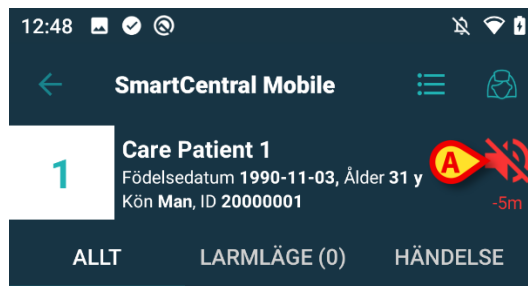 12:48
SmartCentral Mobile
1
Care Patient 1
Födelsedatum 1990-11-03, Ålder 31 y
Kön Man, ID 20000001
A
-5m
ALLT LARMLÄGE (0) HÄNDELSE